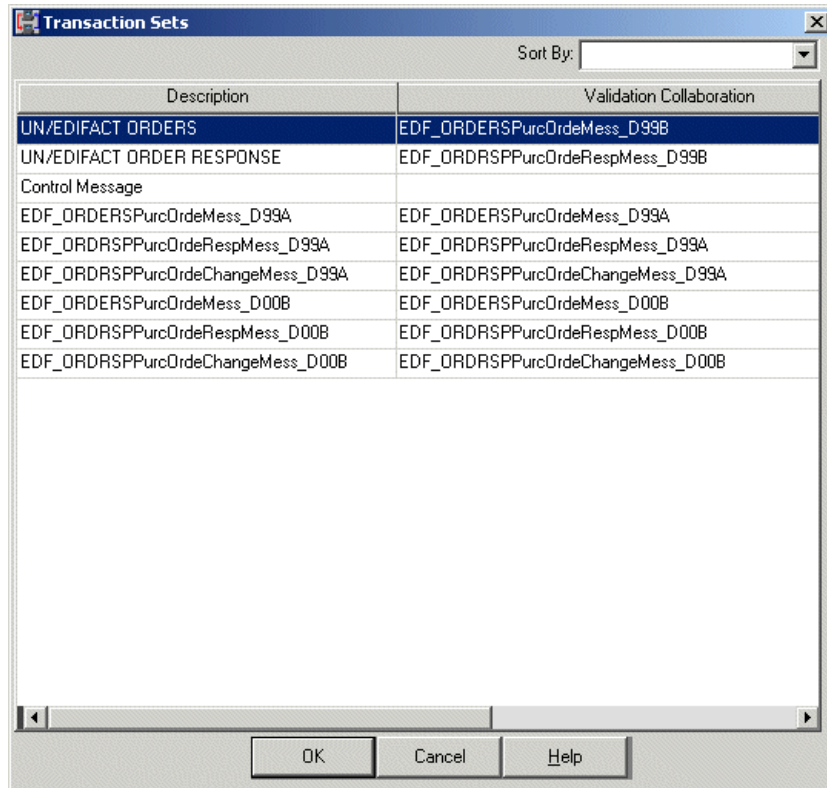 Transaction Sets
Sort By:
Description Validation Collaboration
UN/EDIFACT ORDERS EDF_ORDERSPurcOrdeMess_D99B
UN/EDIFACT ORDER RESPONSE EDF_ORDRSPPurcOrdeRespMess_D99B
Control Message
EDF_ORDERSPurcOrdeMess_D99A EDF_ORDERSPurcOrdeMess_D99A
EDF_ORDRSPPurcOrdeRespMess_D99A EDF_ORDRSPPurcOrdeRespMess_D99A
EDF_ORDRSPPurcOrdeChangeMess_D99A EDF_ORDRSPPurcOrdeChangeMess_D99A
EDF_ORDERSPurcOrdeMess_D00B EDF_ORDERSPurcOrdeMess_D00B
EDF_ORDRSPPurcOrdeRespMess_D00B EDF_ORDRSPPurcOrdeRespMess_D00B
EDF_ORDRSPPurcOrdeChangeMess_D00B EDF_ORDRSPPurcOrdeChangeMess_D00B
OK Cancel Help